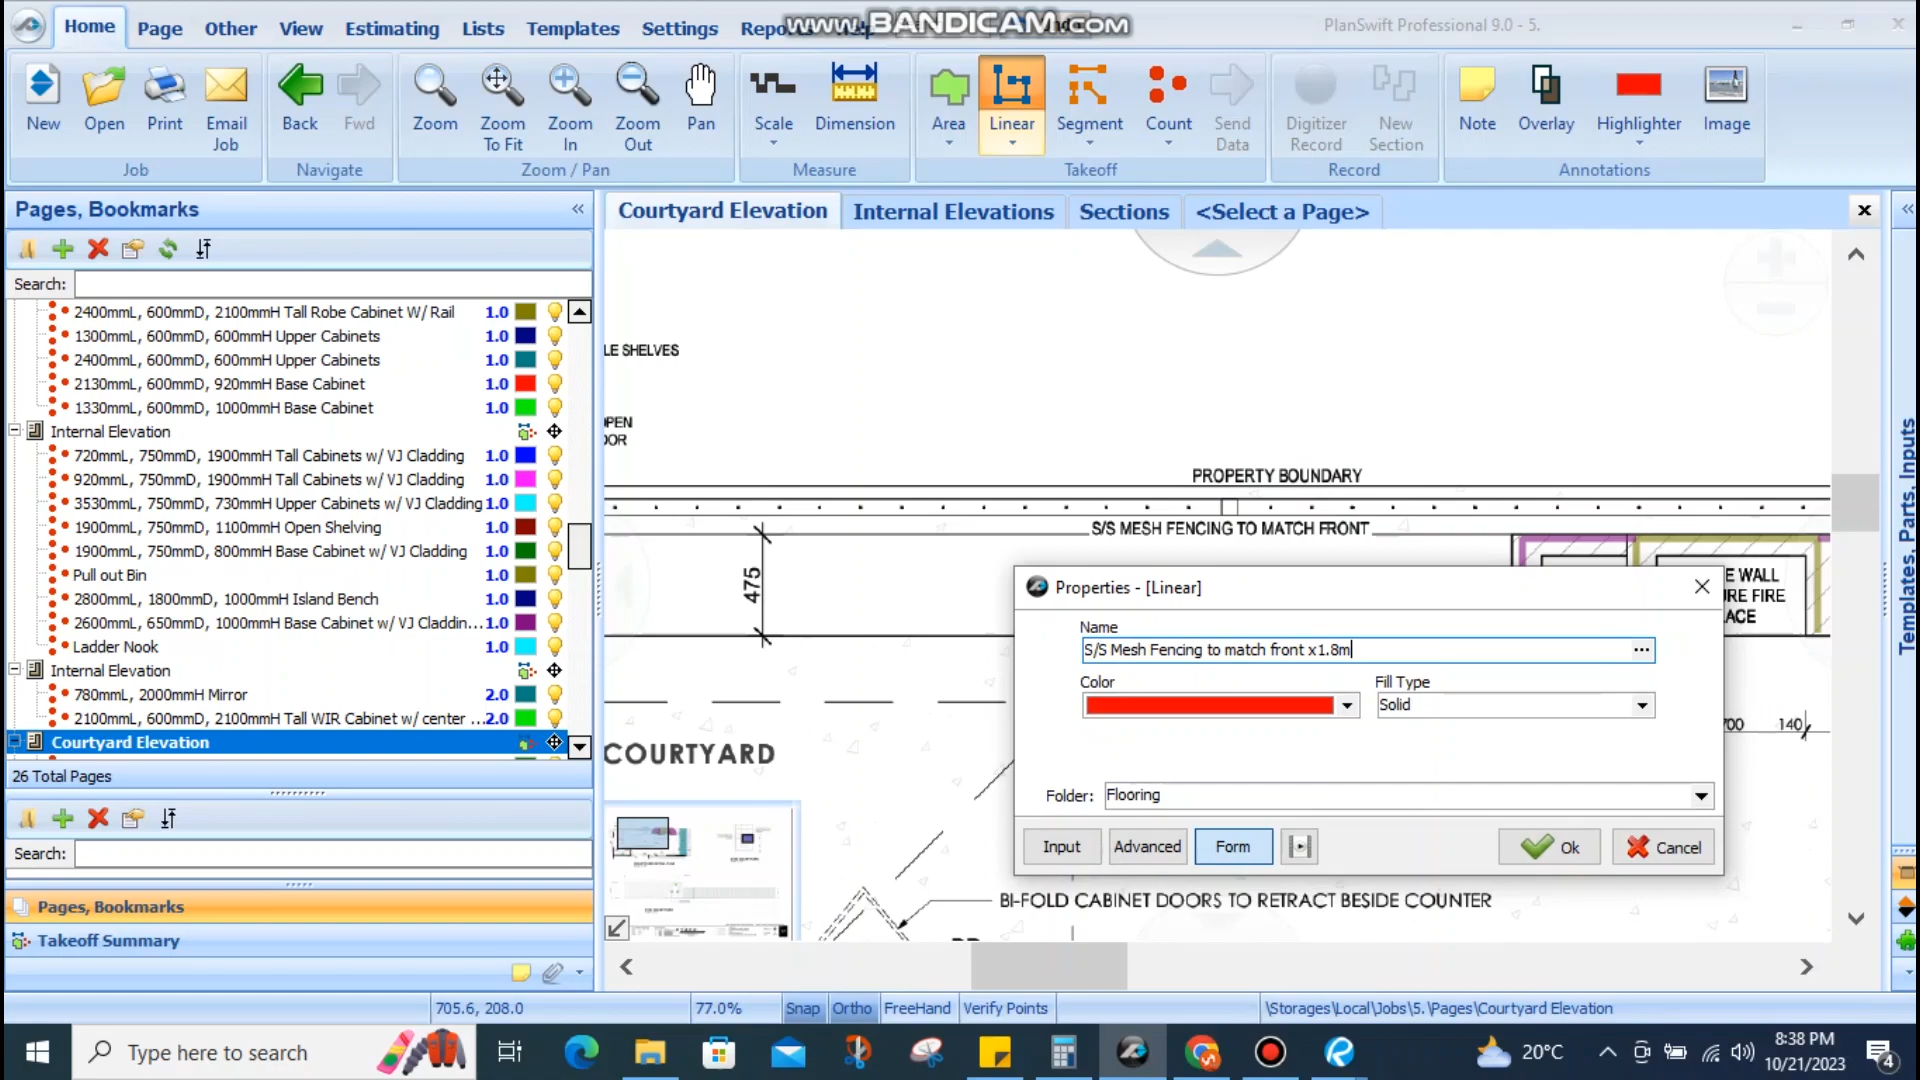 Home Page Other View Estimating Lists Templates Settings
www.BANDICAM.com
PlanSwift Professional 9.0 - 5.
New Open Print Email Job Back Fwd Zoom Zoom To Fit Zoom In Zoom Out Pan Scale Dimension Area Linear Segment Count Send Data Digitizer Record New Section Note Overlay Highlighter Image
Job Navigate Zoom / Pan Measure Takeoff Record Annotations
Pages, Bookmarks
Courtyard Elevation Internal Elevations Sections <Select a Page>
Search:
2400mmL, 600mmD, 2100mmH Tall Robe Cabinet W/ Rail 1.0
1300mmL, 600mmD, 600mmH Upper Cabinets 1.0
2400mmL, 600mmD, 600mmH Upper Cabinets 1.0
2130mmL, 600mmD, 920mmH Base Cabinet 1.0
1330mmL, 600mmD, 1000mmH Base Cabinet 1.0
Internal Elevation
720mmL, 750mmD, 1900mmH Tall Cabinets w/ VJ Cladding 1.0
920mmL, 750mmD, 1900mmH Tall Cabinets w/ VJ Cladding 1.0
3530mmL, 750mmD, 730mmH Upper Cabinets w/ VJ Cladding 1.0
1900mmL, 750mmD, 1100mmH Open Shelving 1.0
1900mmL, 750mmD, 800mmH Base Cabinet w/ VJ Cladding 1.0
Pull out Bin 1.0
2800mmL, 1800mmD, 1000mmH Island Bench 1.0
2600mmL, 650mmD, 1000mmH Base Cabinet w/ VJ Claddin... 1.0
Ladder Nook 1.0
Internal Elevation
780mmL, 2000mmH Mirror 2.0
2100mmL, 600mmD, 2100mmH Tall WIR Cabinet w/ center ... 2.0
Courtyard Elevation
26 Total Pages
Search:
Pages, Bookmarks
Takeoff Summary
LE SHELVES
OPEN
OOR
PROPERTY BOUNDARY
S/S MESH FENCING TO MATCH FRONT
475
E WALL
URE FIRE
ACE
140
COURTYARD
BI-FOLD CABINET DOORS TO RETRACT BESIDE COUNTER
Properties - [Linear]
Name
S/S Mesh Fencing to match front x1.8m
Color Fill Type
Solid
Folder: Flooring
Input Advanced Form Ok Cancel
Templates, Parts, Inputs
705.6, 208.0 77.0% Snap Ortho FreeHand Verify Points \Storages\Local\Jobs\5.\Pages\Courtyard Elevation
Type here to search
20°C
8:38 PM
10/21/2023
4